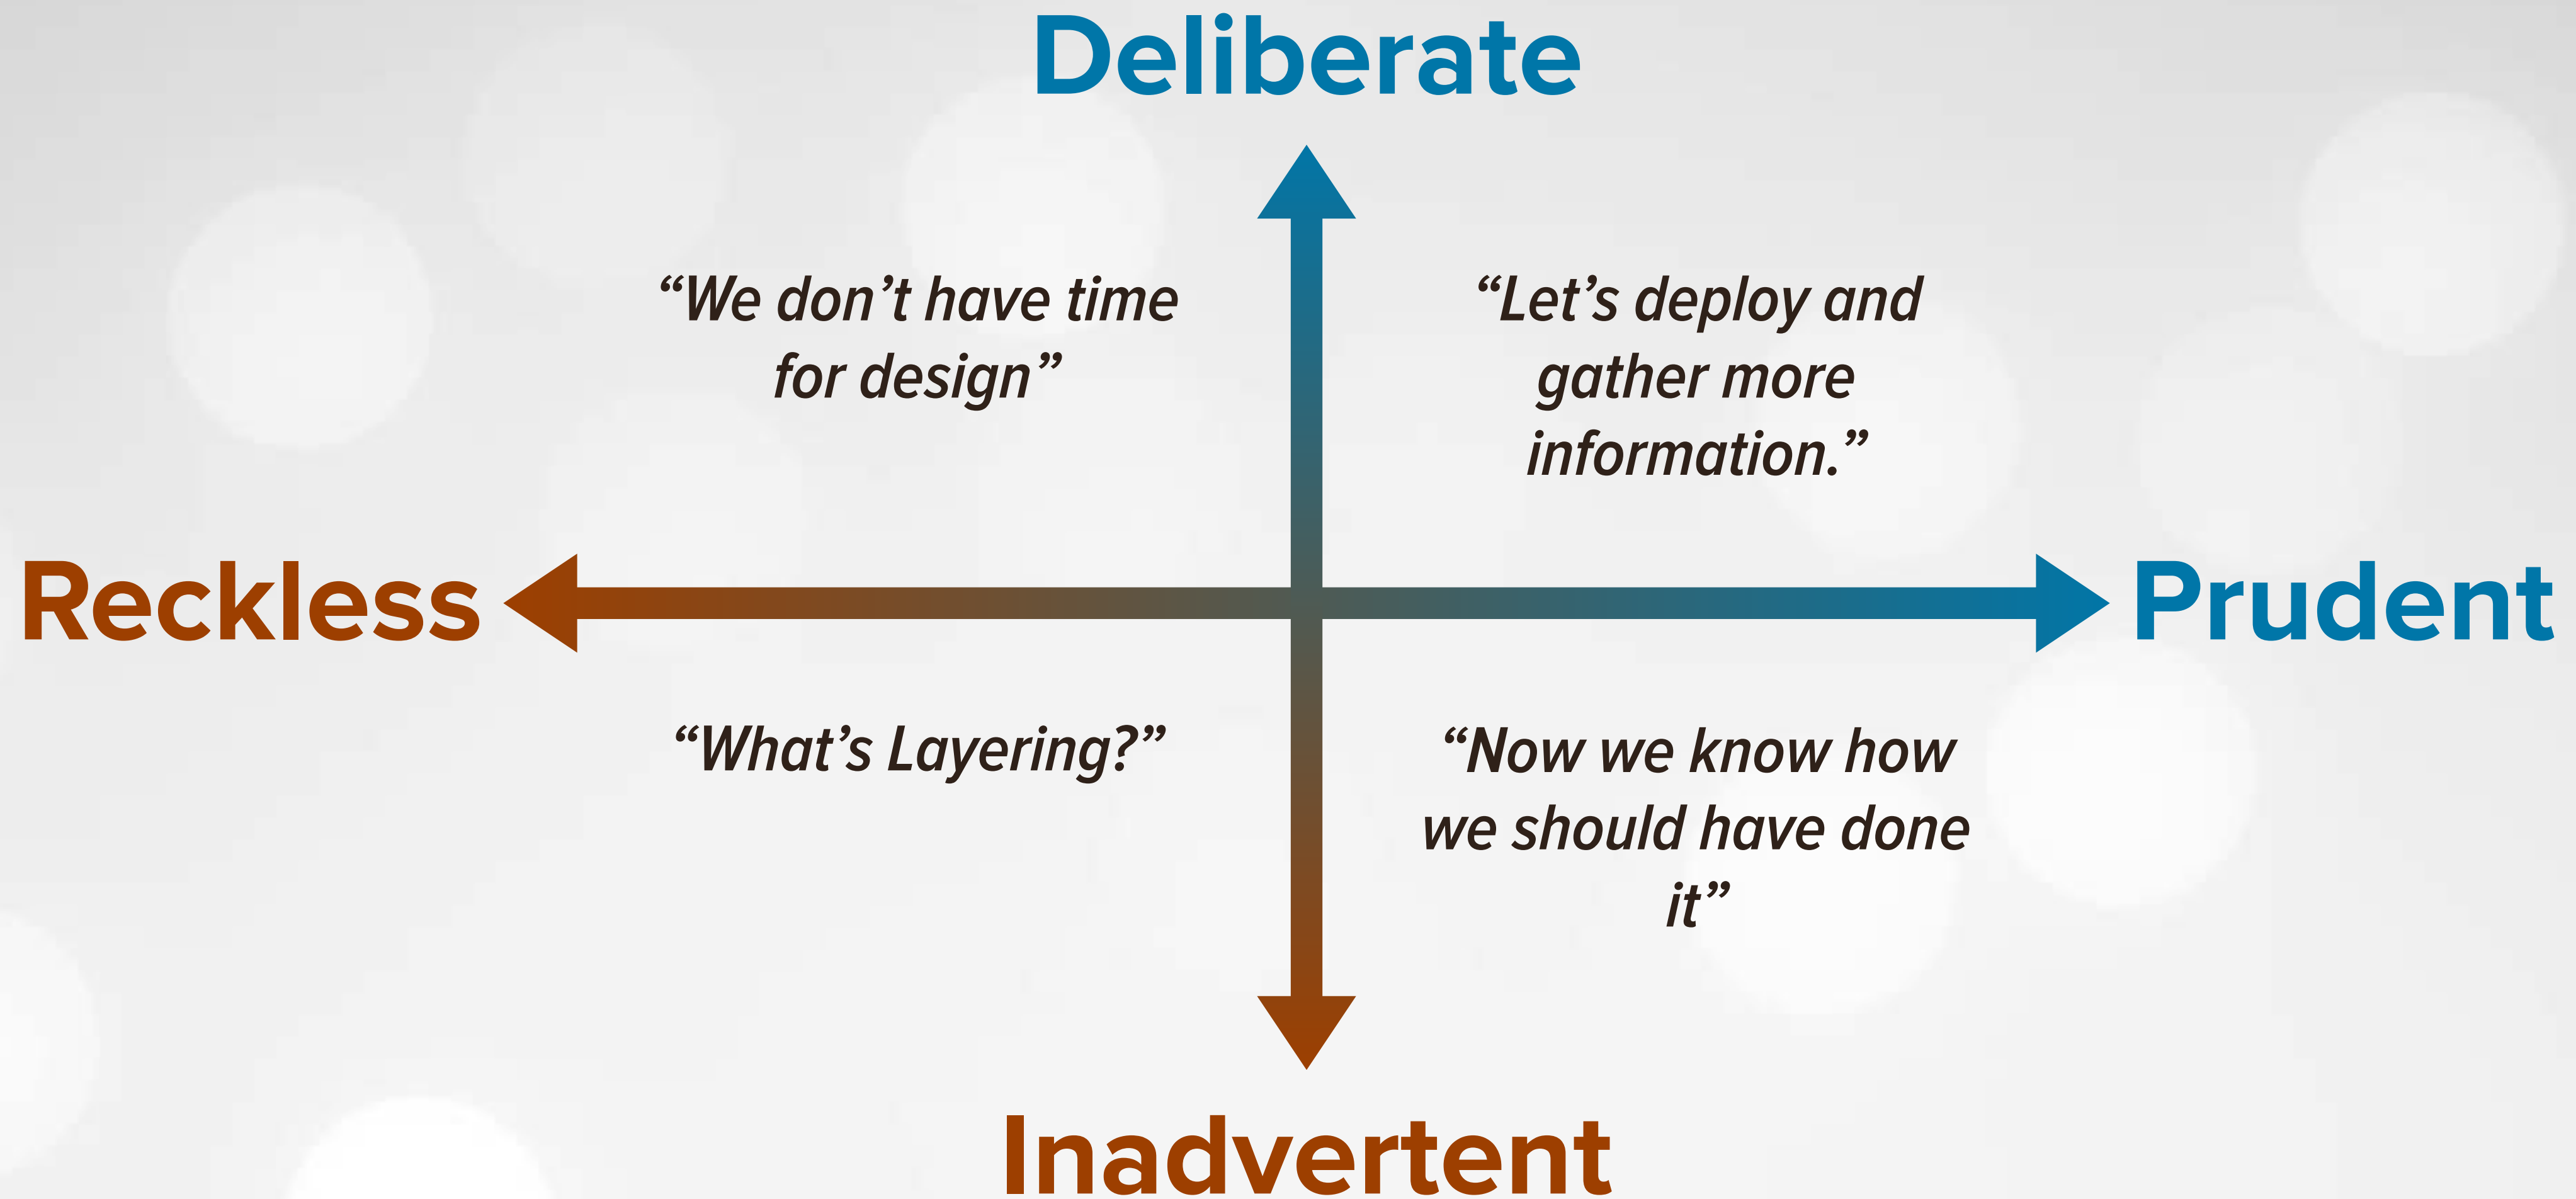 Deliberate
“We don’t have time
for design”
“Let’s deploy and
gather more
information.”
Reckless
Prudent
“What’s Layering?”
“Now we know how
we should have done
it”
Inadvertent